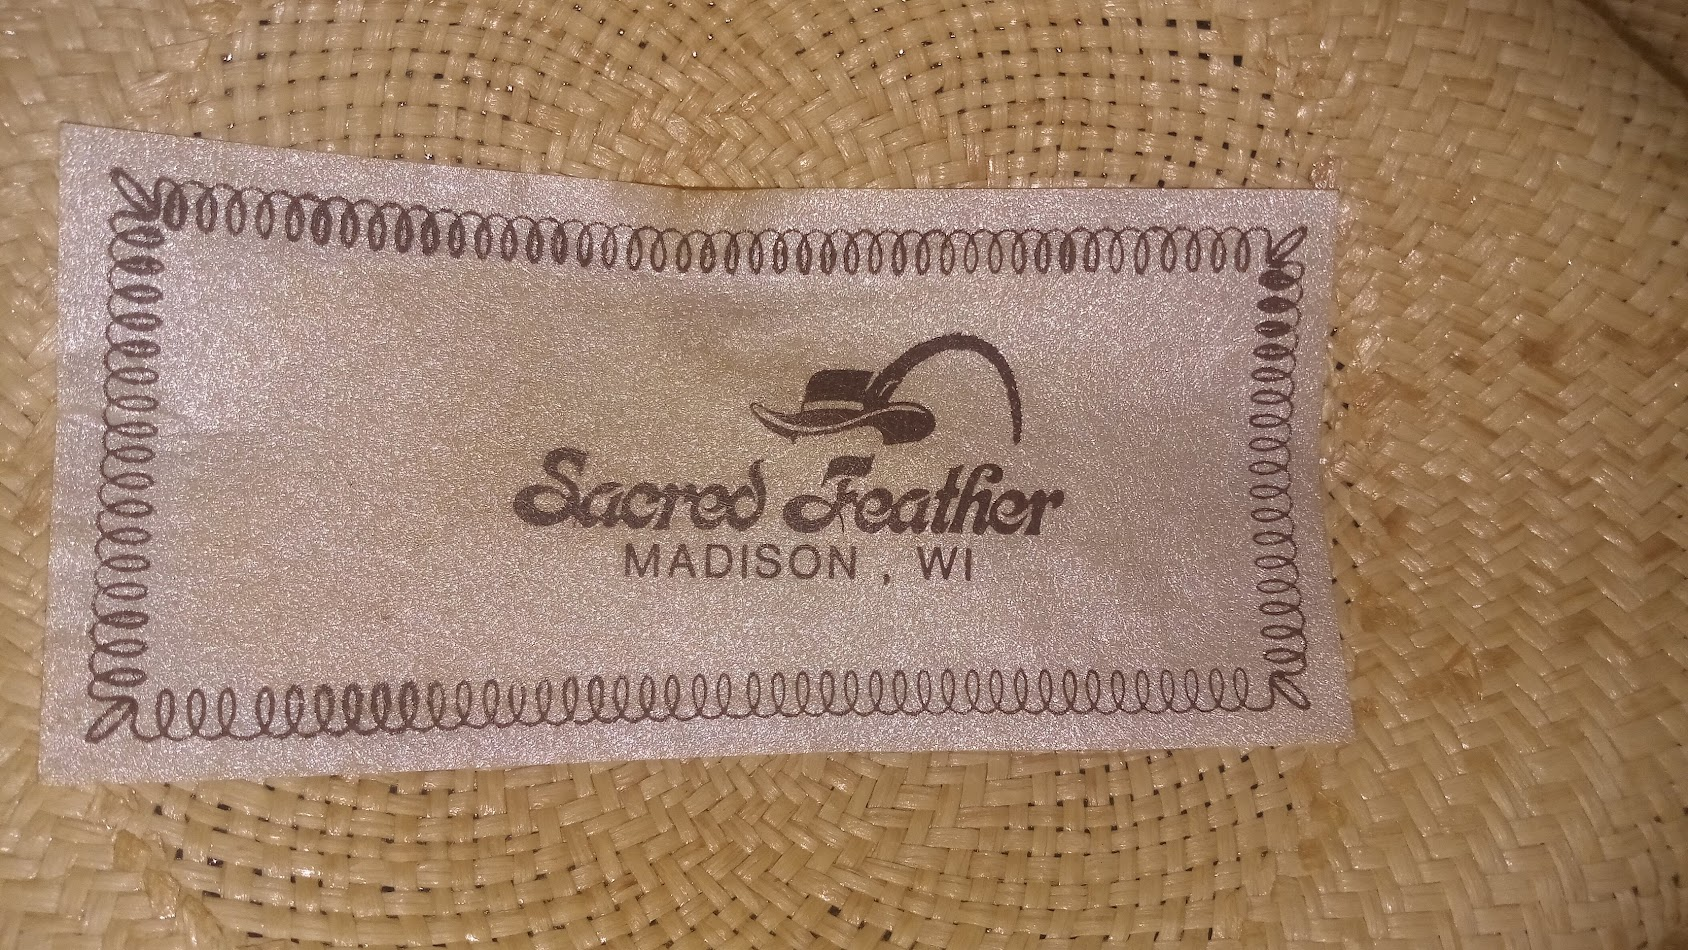 Sacred Feather
MADISON , WI